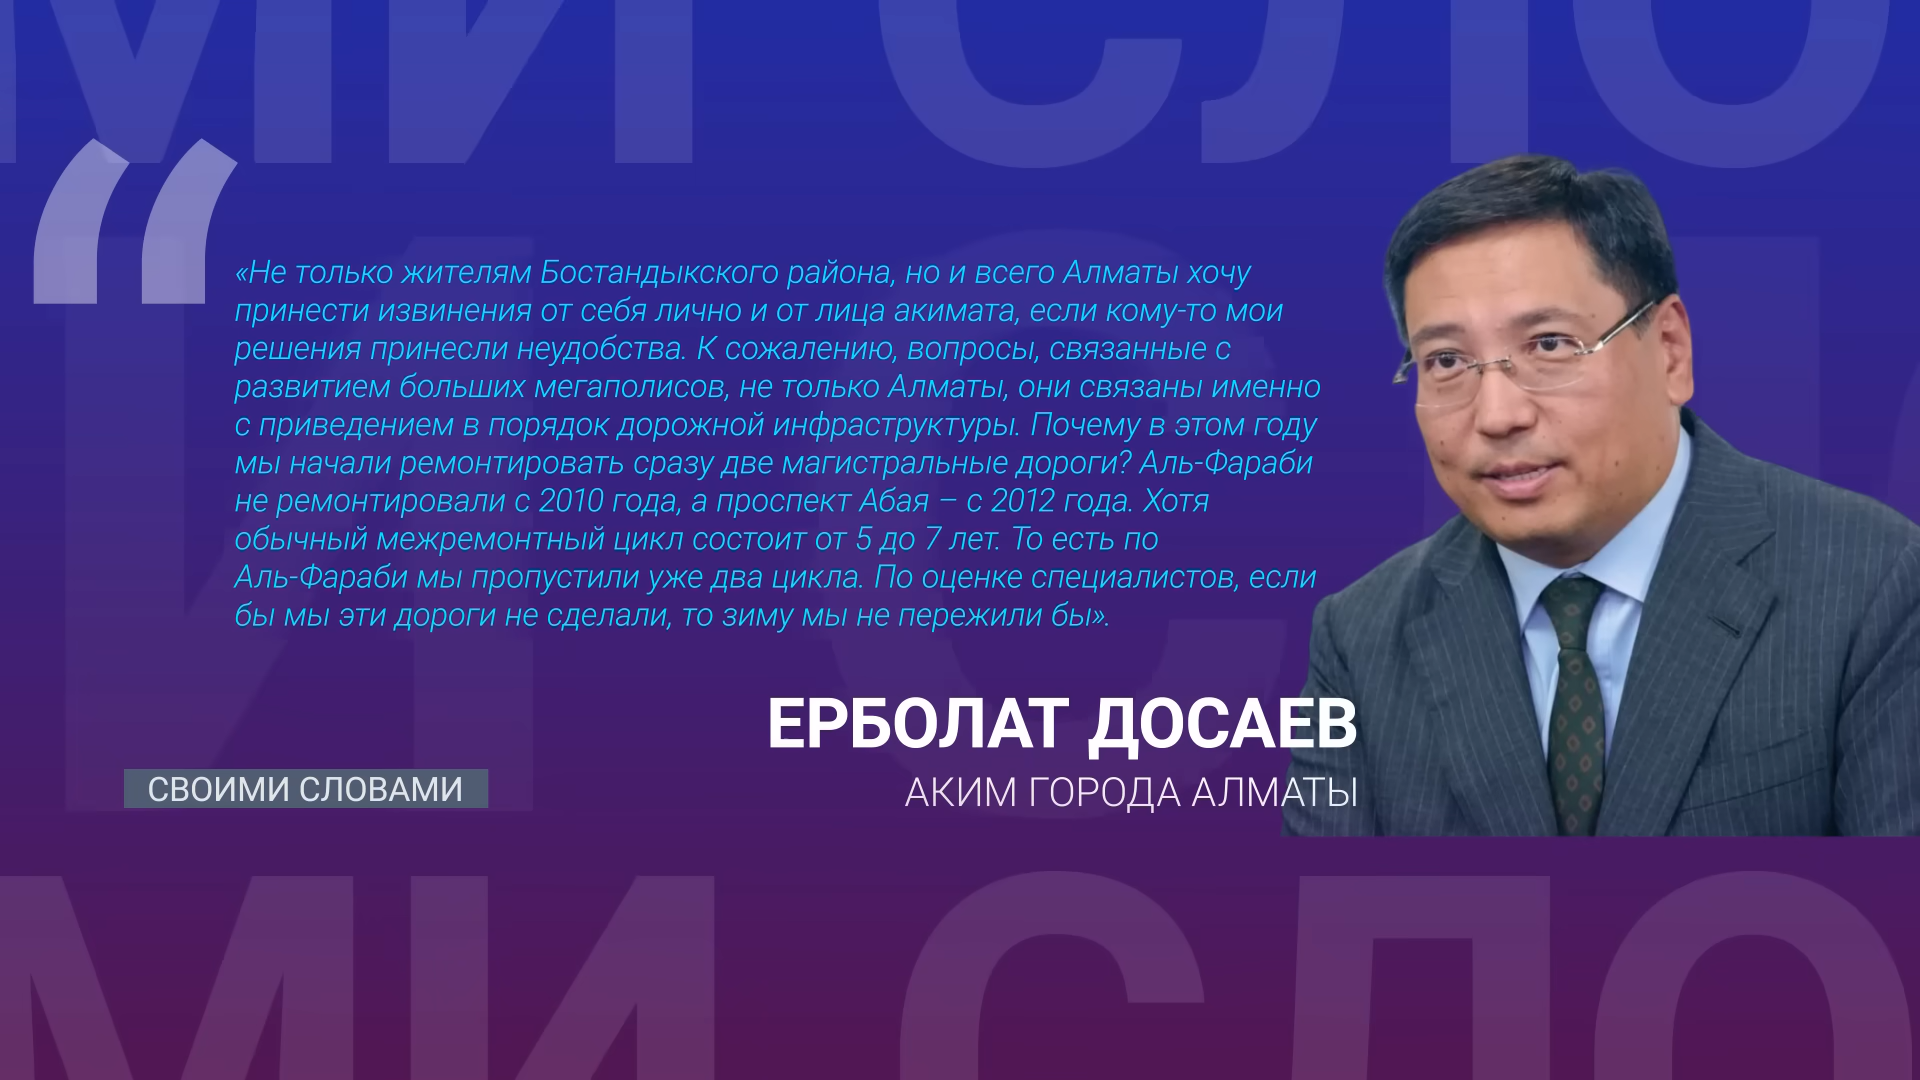 МИ СЛО
«Не только жителям Бостандыкского района, но и всего Алматы хочу
принести извинения от себя лично и от лица акимата, если кому-то мои
решения принесли неудобства. К сожалению, вопросы, связанные с
развитием больших мегаполисов, не только Алматы, они связаны именно
с приведением в порядок дорожной инфраструктуры. Почему в этом году
мы начали ремонтировать сразу две магистральные дороги? Аль-Фараби
не ремонтировали с 2010 года, а проспект Абая – с 2012 года. Хотя
обычный межремонтный цикл состоит от 5 до 7 лет. То есть по
Аль-Фараби мы пропустили уже два цикла. По оценке специалистов, если
бы мы эти дороги не сделали, то зиму мы не пережили бы».
ЕРБОЛАТ ДОСАЕВ
АКИМ ГОРОДА АЛМАТЫ
СВОИМИ СЛОВАМИ
МИ СЛО